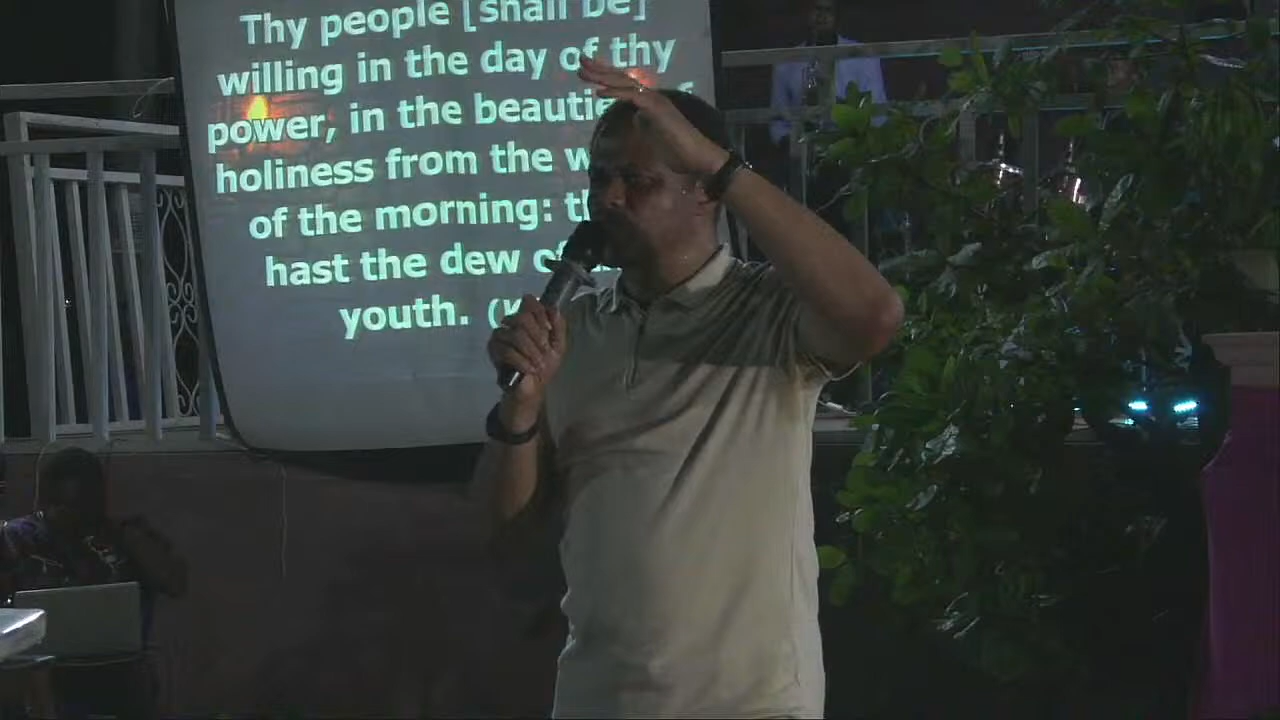 Thy people [shall be]
willing in the day of thy
power, in the
holiness from the
of the morning:
hast the dew
youth.